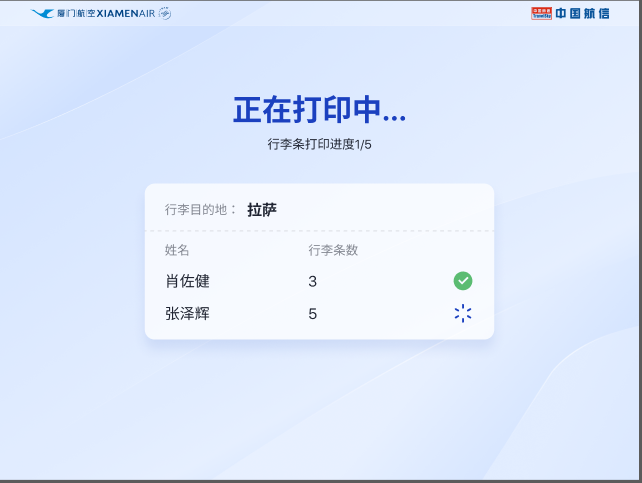 厦门航空 XIAMENAIR
中国航信
正在打印中...
行李条打印进度1/5
行李目的地： 拉萨
姓名 行李条数
肖佐健 3
张泽辉 5